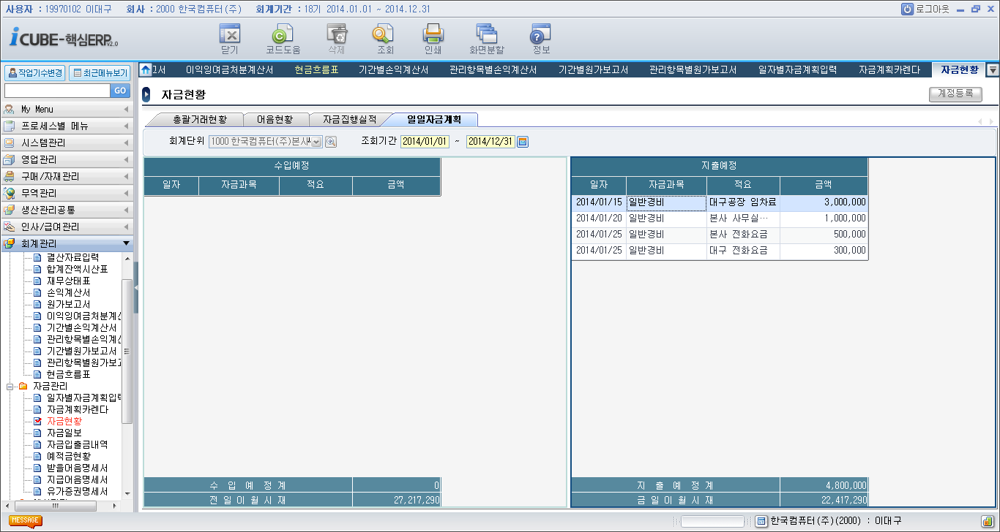 사용자 : 19970102 이대구 회사 : 2000 한국컴퓨터(주) 회계기간 : 18기 2014.01.01 ~ 2014.12.31 로그아웃
iCUBE-핵심ERP v2.0
닫기 코드도움 삭제 조회 인쇄 화면분할 정보
작업기수변경 최근메뉴보기
고서 이익잉여금처분계산서 현금흐름표 기간별손익계산서 관리항목별손익계산서 기간별원가보고서 관리항목별원가보고서 일자별자금계획입력 자금계획카렌다 자금현황
GO
자금현황 계정등록
총괄거래현황 어음현황 자금집행실적 일일자금계획
회계단위 1000 한국컴퓨터(주)본사 조회기간 2014/01/01 ~ 2014/12/31
My Menu
프로세스별 메뉴
시스템관리
영업관리
구매/자재관리
무역관리
생산관리공통
인사/급여관리
회계관리
결산자료입력
합계잔액시산표
재무상태표
손익계산서
원가보고서
이익잉여금처분계산
기간별손익계산서
관리항목별손익계산
기간별원가보고서
관리항목별원가보고
현금흐름표
자금관리
일자별자금계획입력
자금계획카렌다
자금현황
자금일보
자금입출금내역
예적금현황
받을어음명세서
지급어음명세서
유가증권명세서
수입예정
일자 자금과목 적요 금액
수 입 예 정 계 0
전 일 이 월 시 재 27,217,290
지출예정
일자 자금과목 적요 금액
2014/01/15 일반경비 대구공장 임차료 3,000,000
2014/01/20 일반경비 본사 사무실… 1,000,000
2014/01/25 일반경비 본사 전화요금 500,000
2014/01/25 일반경비 대구 전화요금 300,000
지 출 예 정 계 4,800,000
금 일 이 월 시 재 22,417,290
MESSAGE
한국컴퓨터(주)(2000) : 이대구